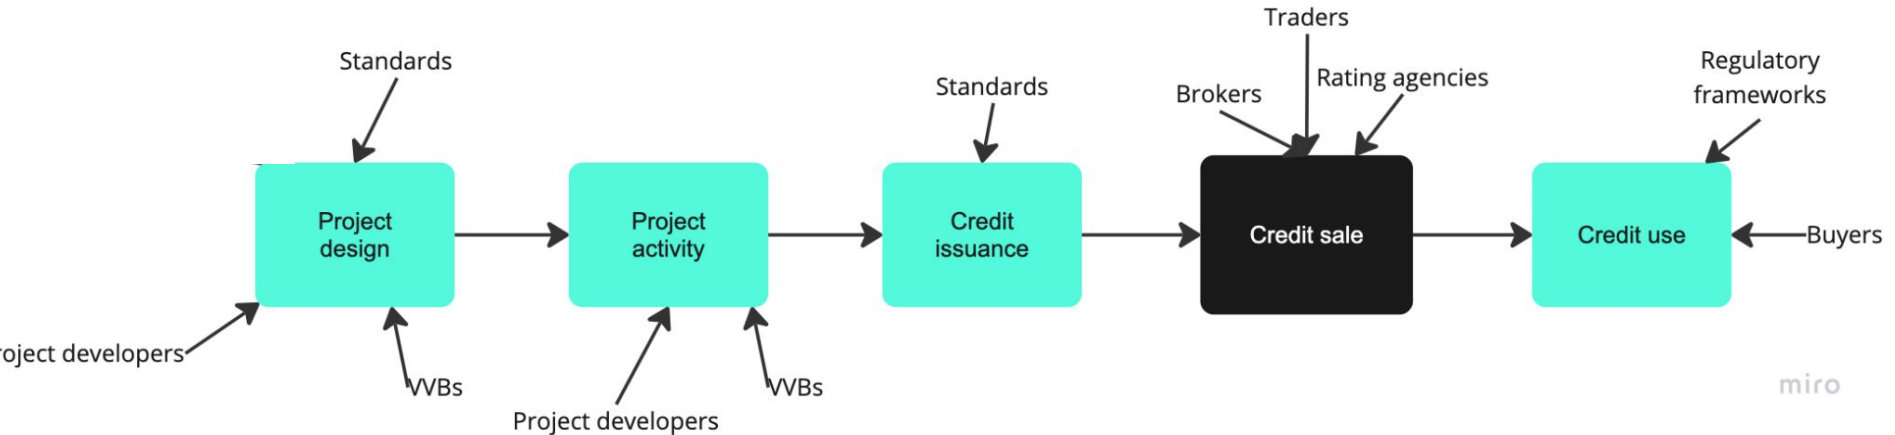 Traders
Standards
Regulatory
frameworks
Rating agencies
Standards
Brokers
Project
design
Project
activity
Credit
issuance
Credit sale
Credit use
Buyers
roject developers
VVBs
VVBs
Project developers
miro